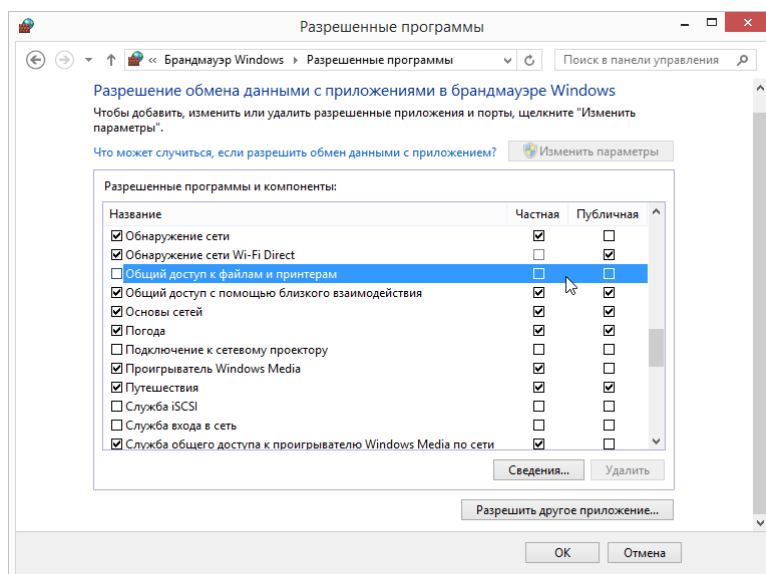 Разрешенные программы
« Брандмауэр Windows Разрешенные программы
Поиск в панели управления
Разрешение обмена данными с приложениями в брандмауэре Windows
Чтобы добавить, изменить или удалить разрешенные приложения и порты, щелкните "Изменить
параметры".
Что может случиться, если разрешить обмен данными с приложением?
Изменить параметры
Разрешенные программы и компоненты:
Название Частная Публичная
Обнаружение сети
Обнаружение сети Wi-Fi Direct
Общий доступ к файлам и принтерам
Общий доступ с помощью близкого взаимодействия
Основы сетей
Погода
Подключение к сетевому проектору
Проигрыватель Windows Media
Путешествия
Служба iSCSI
Служба входа в сеть
Служба общего доступа к проигрывателю Windows Media по сети
Сведения... Удалить
Разрешить другое приложение...
OK Отмена